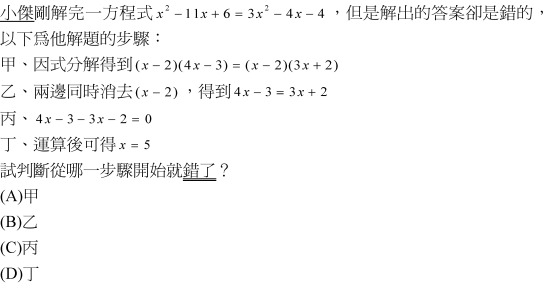 小傑剛解完一方程式 x² − 11x + 6 = 3x² − 4x − 4 ，但是解出的答案卻是錯的，
以下為他解題的步驟：
甲、因式分解得到 (x − 2)(4x − 3) = (x − 2)(3x + 2)
乙、兩邊同時消去 (x − 2) ，得到 4x − 3 = 3x + 2
丙、 4x − 3 − 3x − 2 = 0
丁、運算後可得 x = 5
試判斷從哪一步驟開始就錯了？
(A)甲
(B)乙
(C)丙
(D)丁